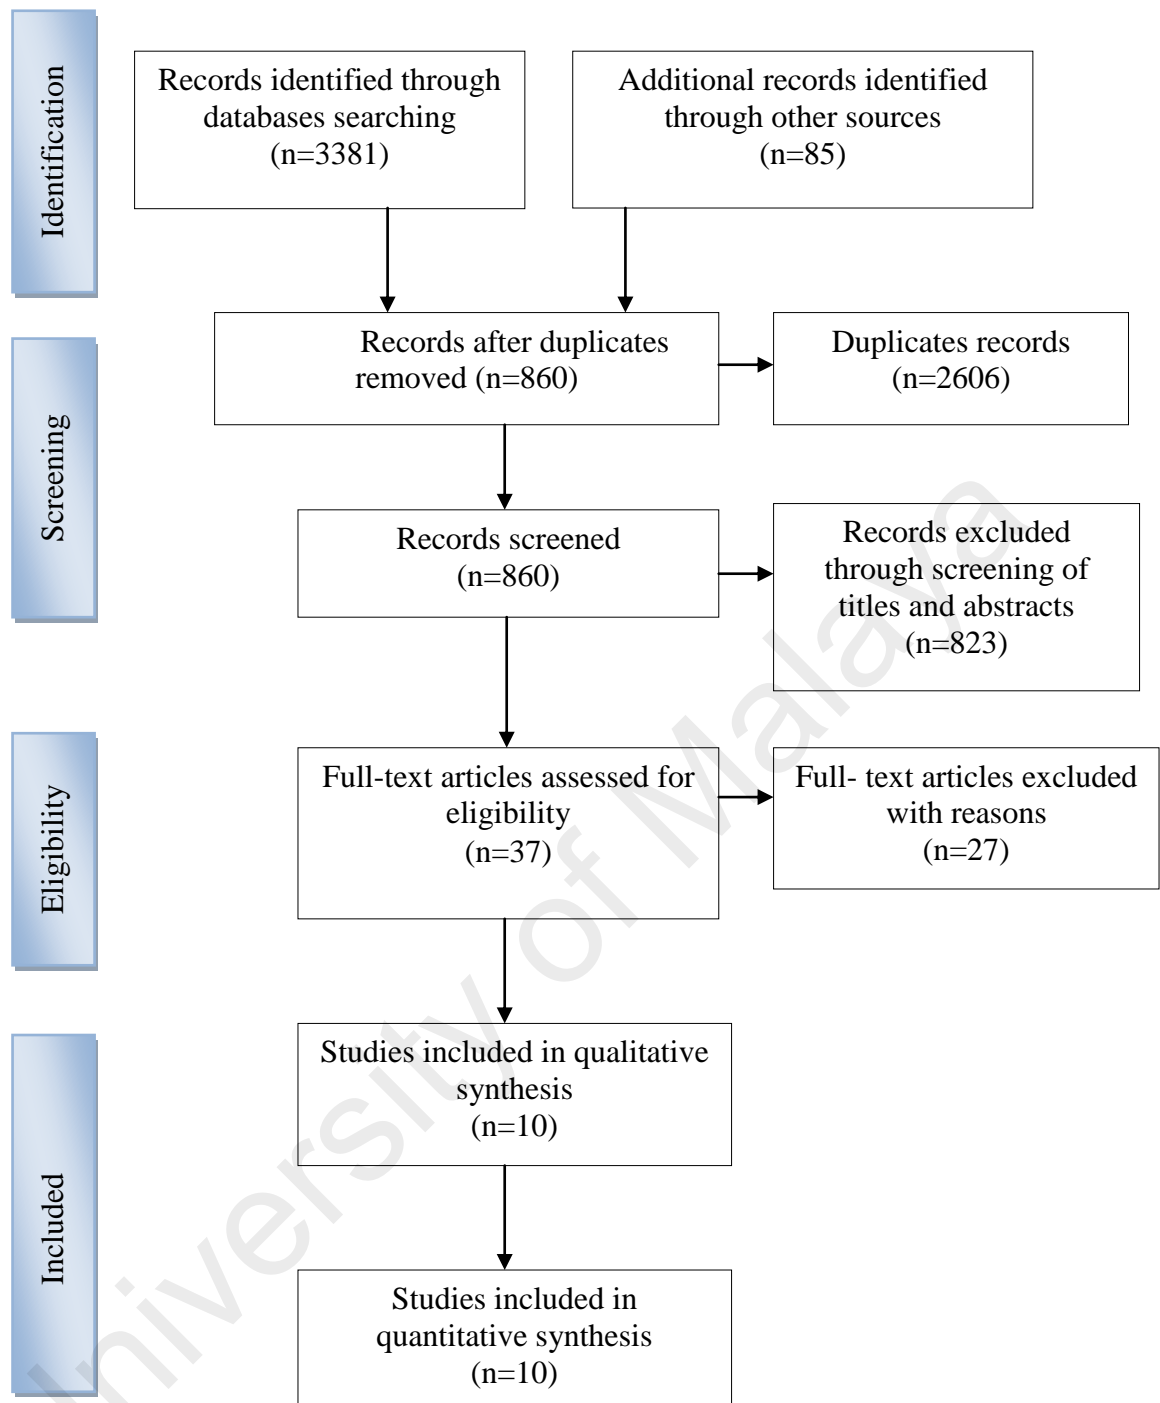 Identification
Records identified through
databases searching
(n=3381)
Additional records identified
through other sources
(n=85)
Screening
Records after duplicates
removed (n=860)
Duplicates records
(n=2606)
Records screened
(n=860)
Records excluded
through screening of
titles and abstracts
(n=823)
Eligibility
Full-text articles assessed for
eligibility
(n=37)
Full- text articles excluded
with reasons
(n=27)
Included
Studies included in qualitative
synthesis
(n=10)
Studies included in
quantitative synthesis
(n=10)
University of Malaya